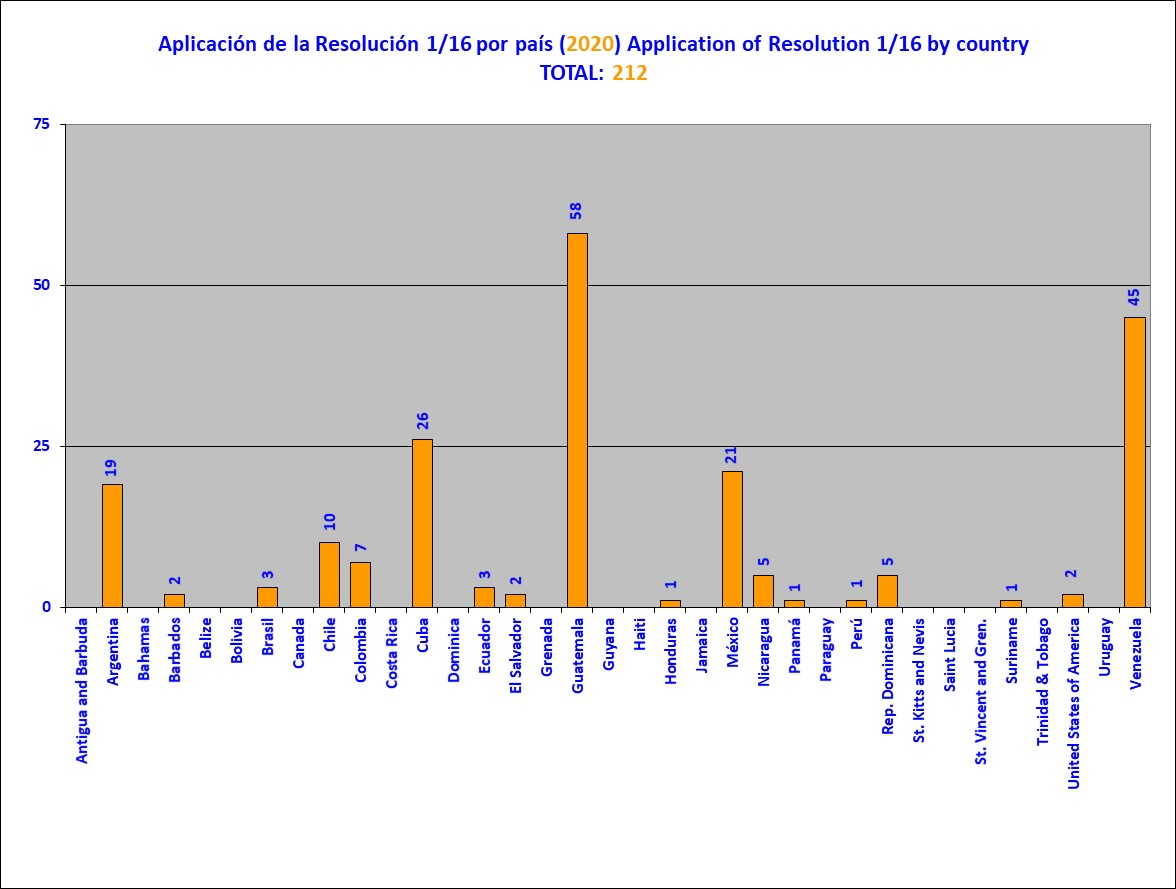 Aplicación de la Resolución 1/16 por país (2020) Application of Resolution 1/16 by country
TOTAL: 212
75
50
25
0
19
2
3
10
7
26
3
2
58
1
21
5
1
1
5
1
2
45
Antigua and Barbuda
Argentina
Bahamas
Barbados
Belize
Bolivia
Brasil
Canada
Chile
Colombia
Costa Rica
Cuba
Dominica
Ecuador
El Salvador
Grenada
Guatemala
Guyana
Haiti
Honduras
Jamaica
México
Nicaragua
Panamá
Paraguay
Perú
Rep. Dominicana
St. Kitts and Nevis
Saint Lucia
St. Vincent and Gren.
Suriname
Trinidad & Tobago
United States of America
Uruguay
Venezuela